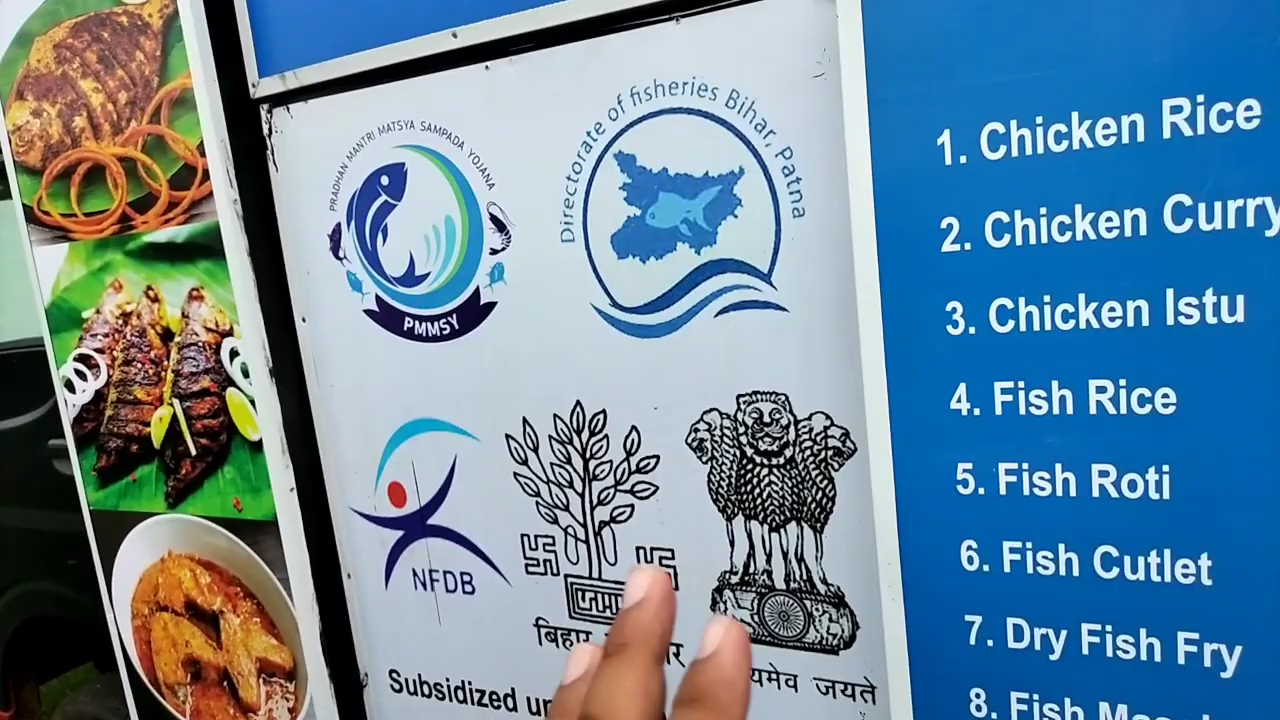 PRADHAN MANTRI MATSYA SAMPADA YOJANA
PMMSY
Directorate of fisheries Bihar, Patna
NFDB
बिहार
जयते
Subsidized
1. Chicken Rice
2. Chicken Curry
3. Chicken Istu
4. Fish Rice
5. Fish Roti
6. Fish Cutlet
7. Dry Fish Fry
8. Fish